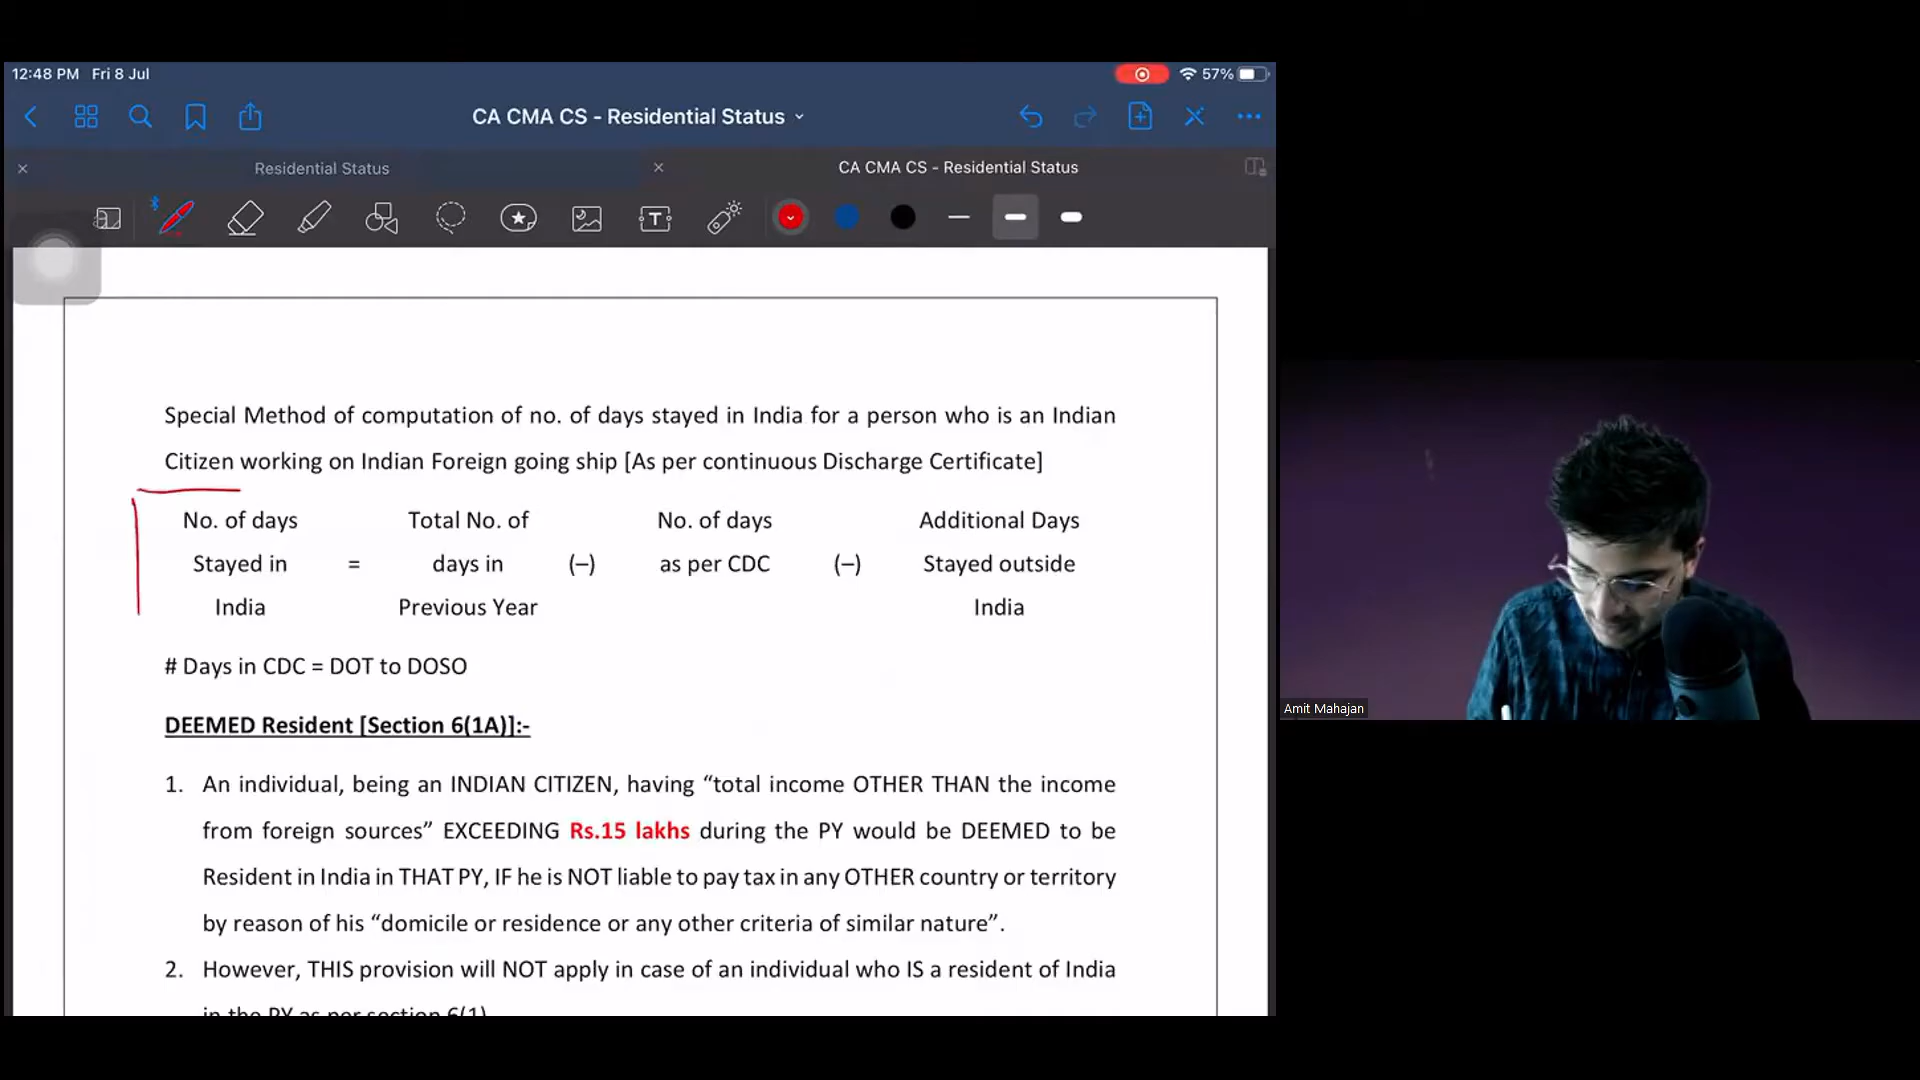 12:48 PM Fri 8 Jul
57%
CA CMA CS - Residential Status
Residential Status
CA CMA CS - Residential Status
Special Method of computation of no. of days stayed in India for a person who is an Indian
Citizen working on Indian Foreign going ship [As per continuous Discharge Certificate]
No. of days Total No. of No. of days Additional Days
Stayed in = days in (–) as per CDC (–) Stayed outside
India Previous Year India
# Days in CDC = DOT to DOSO
DEEMED Resident [Section 6(1A)]:-
1. An individual, being an INDIAN CITIZEN, having “total income OTHER THAN the income
from foreign sources” EXCEEDING Rs.15 lakhs during the PY would be DEEMED to be
Resident in India in THAT PY, IF he is NOT liable to pay tax in any OTHER country or territory
by reason of his “domicile or residence or any other criteria of similar nature”.
2. However, THIS provision will NOT apply in case of an individual who IS a resident of India
in the PY as per section 6(1)
Amit Mahajan